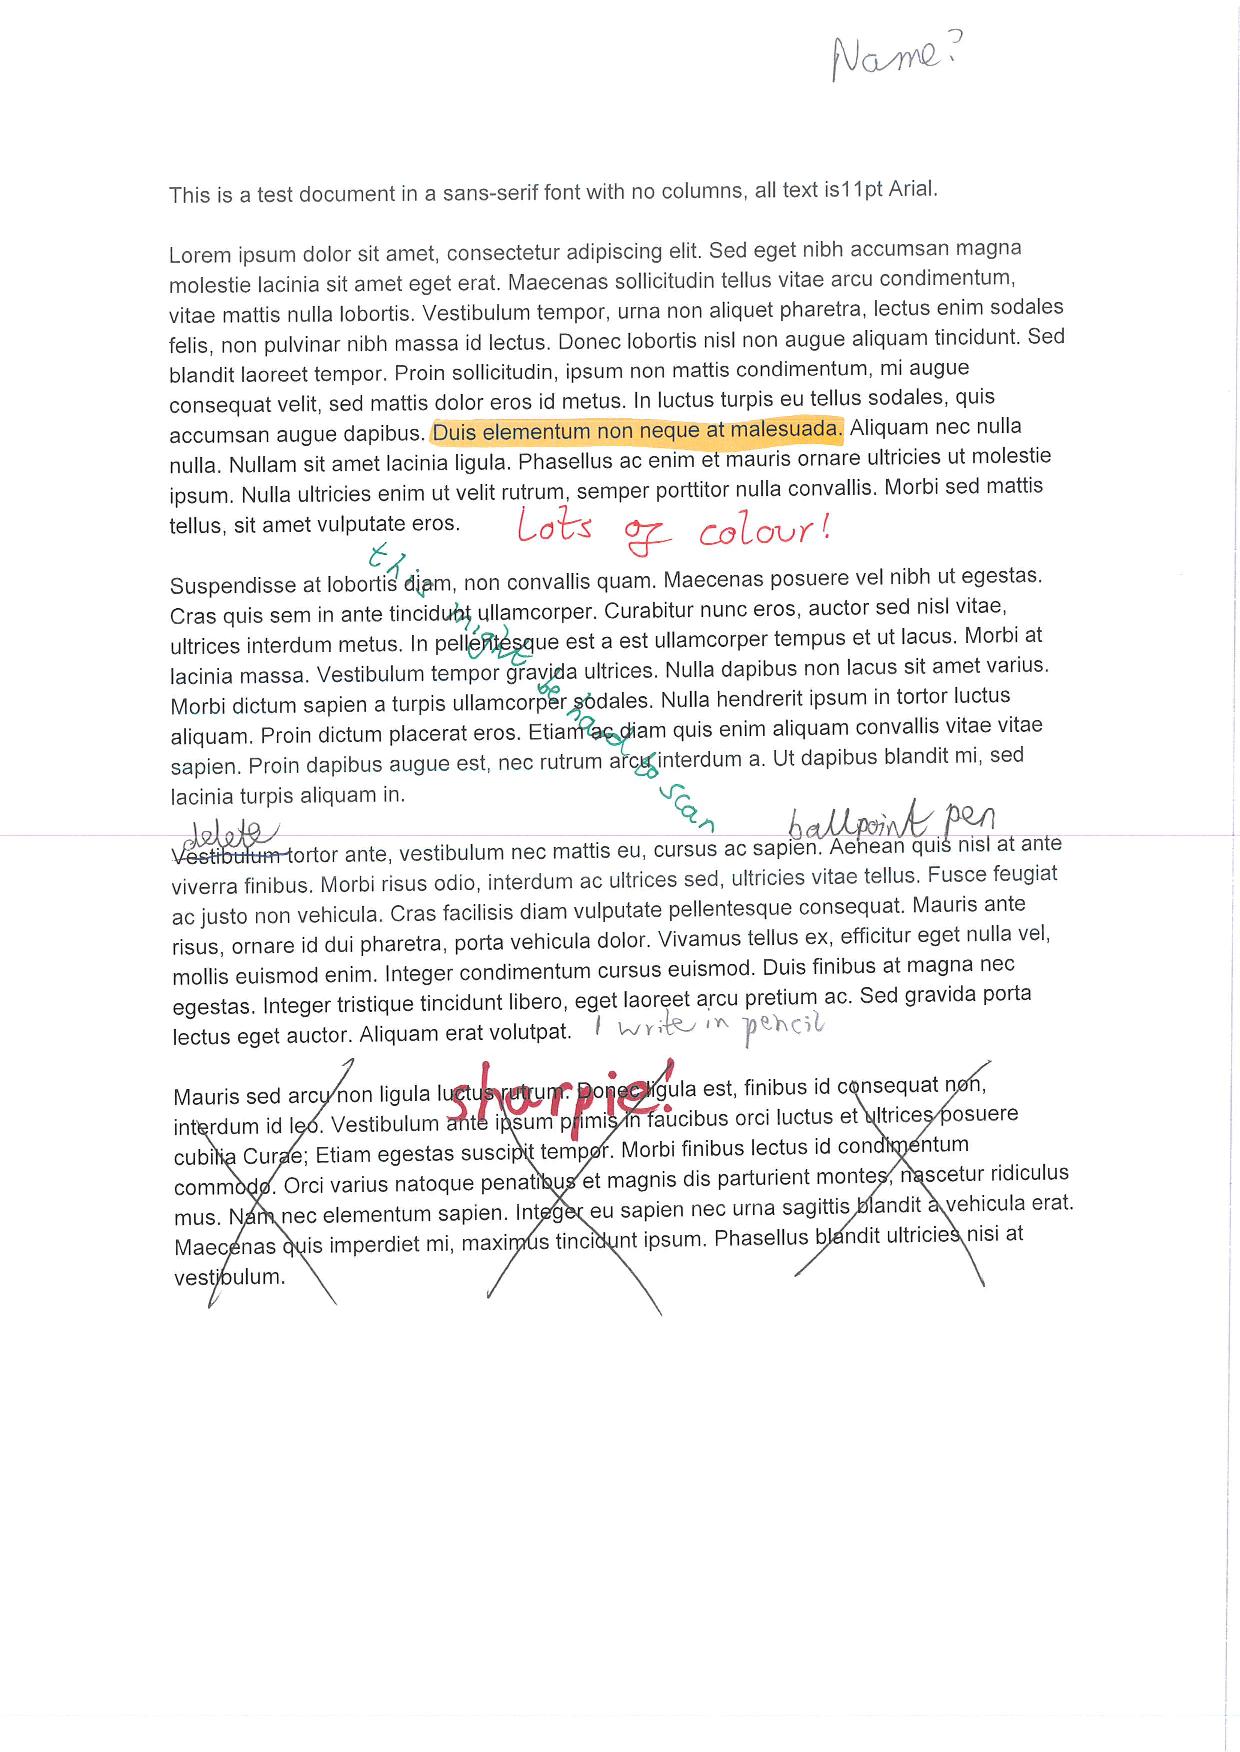 Name?
This is a test document in a sans-serif font with no columns, all text is11pt Arial.
Lorem ipsum dolor sit amet, consectetur adipiscing elit. Sed eget nibh accumsan magna
molestie lacinia sit amet eget erat. Maecenas sollicitudin tellus vitae arcu condimentum,
vitae mattis nulla lobortis. Vestibulum tempor, urna non aliquet pharetra, lectus enim sodales
felis, non pulvinar nibh massa id lectus. Donec lobortis nisl non augue aliquam tincidunt. Sed
blandit laoreet tempor. Proin sollicitudin, ipsum non mattis condimentum, mi augue
consequat velit, sed mattis dolor eros id metus. In luctus turpis eu tellus sodales, quis
accumsan augue dapibus. Duis elementum non neque at malesuada. Aliquam nec nulla
nulla. Nullam sit amet lacinia ligula. Phasellus ac enim et mauris ornare ultricies ut molestie
ipsum. Nulla ultricies enim ut velit rutrum, semper porttitor nulla convallis. Morbi sed mattis
tellus, sit amet vulputate eros.
Lots of colour!
this might be hard to scan
Suspendisse at lobortis diam, non convallis quam. Maecenas posuere vel nibh ut egestas.
Cras quis sem in ante tincidunt ullamcorper. Curabitur nunc eros, auctor sed nisl vitae,
ultrices interdum metus. In pellentesque est a est ullamcorper tempus et ut lacus. Morbi at
lacinia massa. Vestibulum tempor gravida ultrices. Nulla dapibus non lacus sit amet varius.
Morbi dictum sapien a turpis ullamcorper sodales. Nulla hendrerit ipsum in tortor luctus
aliquam. Proin dictum placerat eros. Etiam ac diam quis enim aliquam convallis vitae vitae
sapien. Proin dapibus augue est, nec rutrum arcu interdum a. Ut dapibus blandit mi, sed
lacinia turpis aliquam in.
delete
ballpoint pen
Vestibulum tortor ante, vestibulum nec mattis eu, cursus ac sapien. Aenean quis nisl at ante
viverra finibus. Morbi risus odio, interdum ac ultrices sed, ultricies vitae tellus. Fusce feugiat
ac justo non vehicula. Cras facilisis diam vulputate pellentesque consequat. Mauris ante
risus, ornare id dui pharetra, porta vehicula dolor. Vivamus tellus ex, efficitur eget nulla vel,
mollis euismod enim. Integer condimentum cursus euismod. Duis finibus at magna nec
egestas. Integer tristique tincidunt libero, eget laoreet arcu pretium ac. Sed gravida porta
lectus eget auctor. Aliquam erat volutpat.
I write in pencil
sharpie!
Mauris sed arcu non ligula luctus rutrum. Donec ligula est, finibus id consequat non,
interdum id leo. Vestibulum ante ipsum primis in faucibus orci luctus et ultrices posuere
cubilia Curae; Etiam egestas suscipit tempor. Morbi finibus lectus id condimentum
commodo. Orci varius natoque penatibus et magnis dis parturient montes, nascetur ridiculus
mus. Nam nec elementum sapien. Integer eu sapien nec urna sagittis blandit a vehicula erat.
Maecenas quis imperdiet mi, maximus tincidunt ipsum. Phasellus blandit ultricies nisi at
vestibulum.